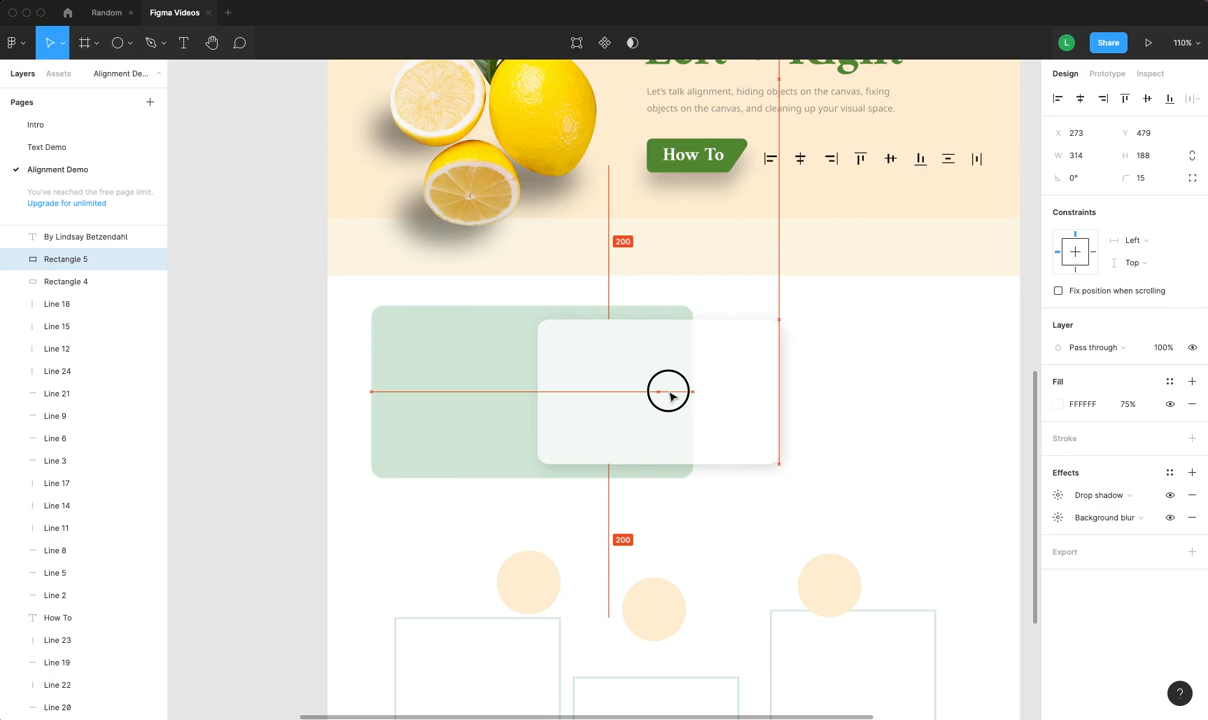 Random
Figma Videos
Share
110%
Layers
Assets
Alignment De...
Pages
Intro
Text Demo
Alignment Demo
You've reached the free page limit.
Upgrade for unlimited
By Lindsay Betzendahl
Rectangle 5
Rectangle 4
Line 18
Line 15
Line 12
Line 24
Line 21
Line 9
Line 6
Line 3
Line 17
Line 14
Line 11
Line 8
Line 5
Line 2
How To
Line 23
Line 19
Line 22
Line 20
Let's talk alignment, hiding objects on the canvas, fixing
objects on the canvas, and cleaning up your visual space.
How To
200
200
Design
Prototype
Inspect
X 273
Y 479
W 314
H 188
0°
15
Constraints
Left
Top
Fix position when scrolling
Layer
Pass through
100%
Fill
FFFFFF
75%
Stroke
Effects
Drop shadow
Background blur
Export
?